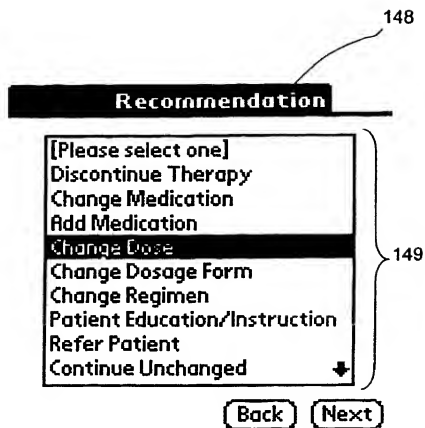 148
Recommendation
[Please select one]
Discontinue Therapy
Change Medication
Add Medication
Change Dose
Change Dosage Form
Change Regimen
Patient Education/Instruction
Refer Patient
Continue Unchanged
149
Back Next